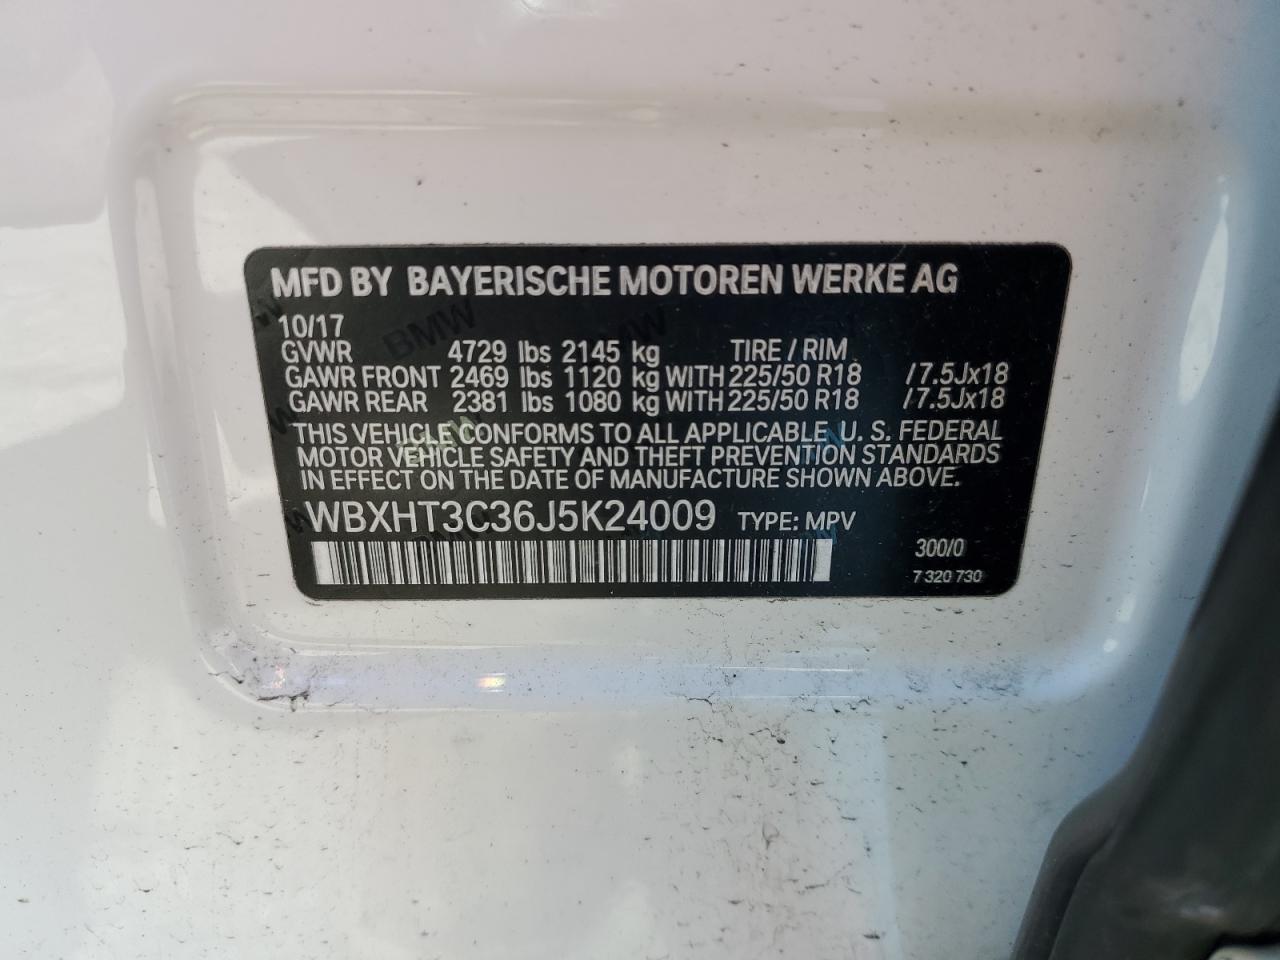 MFD BY BAYERISCHE MOTOREN WERKE AG
10/17
GVWR 4729 lbs 2145 kg TIRE / RIM
GAWR FRONT 2469 lbs 1120 kg WITH 225/50 R18 / 7.5Jx18
GAWR REAR 2381 lbs 1080 kg WITH 225/50 R18 / 7.5Jx18
THIS VEHICLE CONFORMS TO ALL APPLICABLE U. S. FEDERAL
MOTOR VEHICLE SAFETY AND THEFT PREVENTION STANDARDS
IN EFFECT ON THE DATE OF MANUFACTURE SHOWN ABOVE.
WBXHT3C36J5K24009 TYPE: MPV
300/0
7 320 730